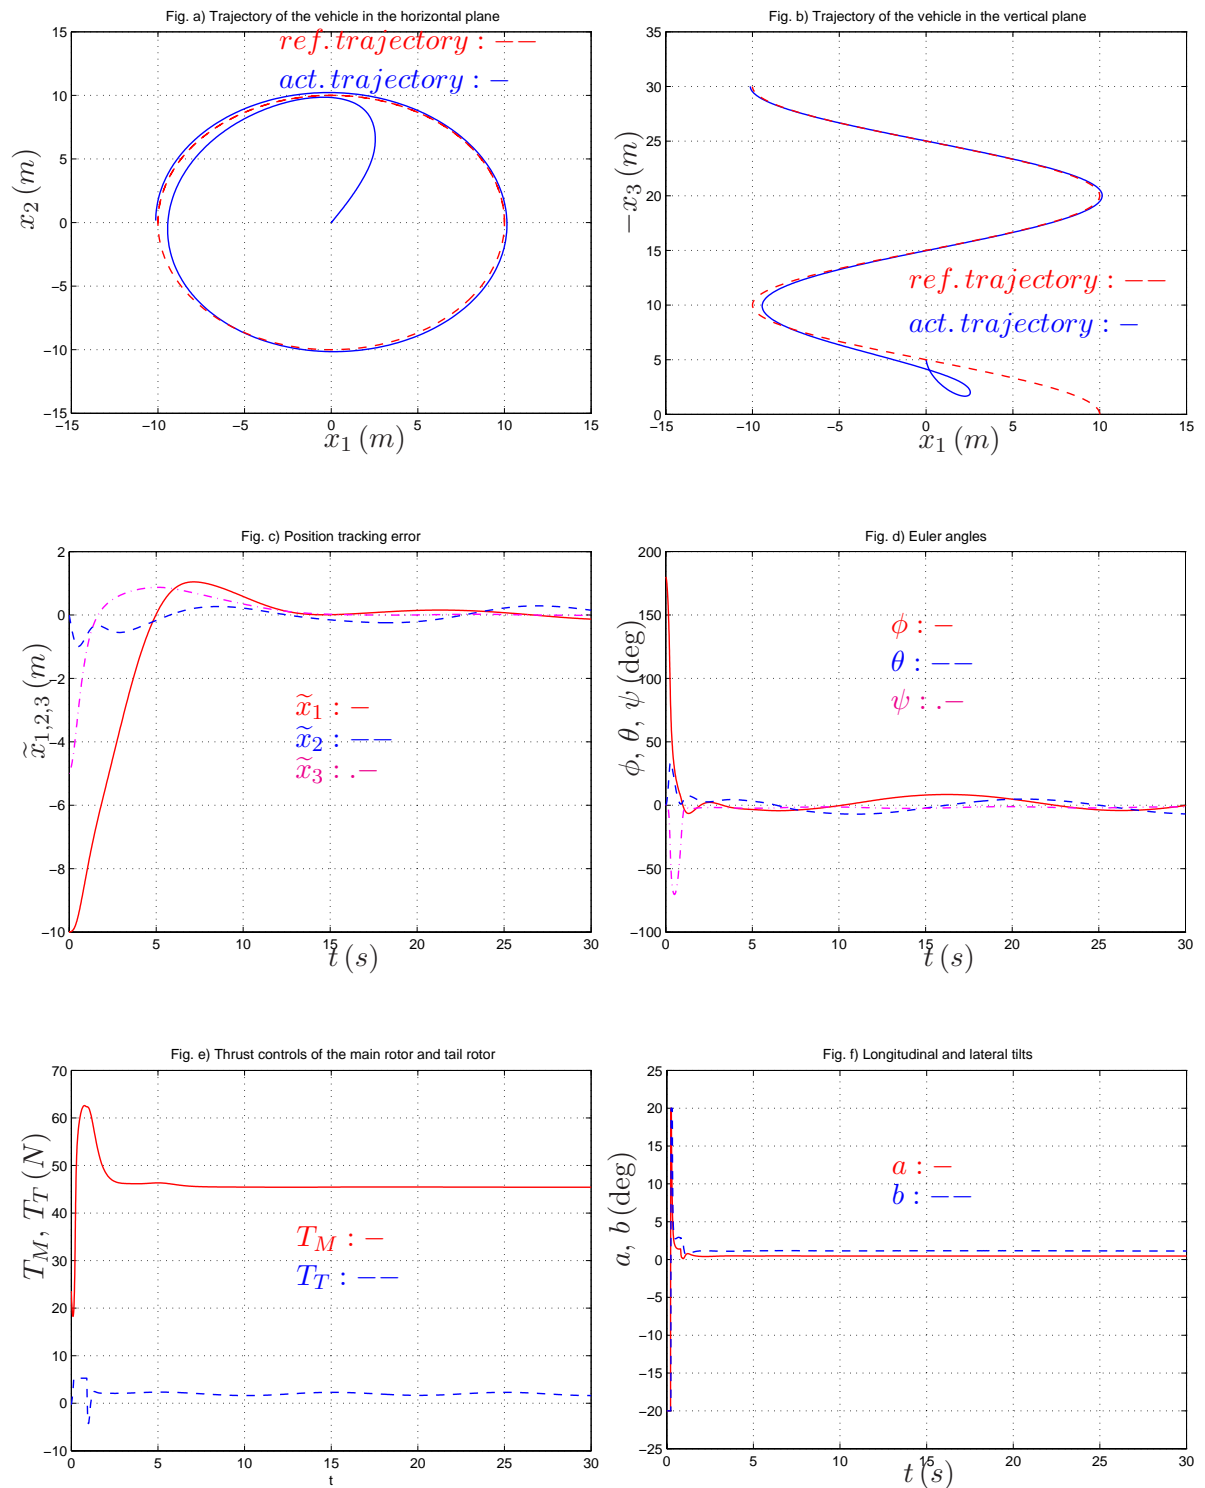 Fig. a) Trajectory of the vehicle in the horizontal plane
ref.trajectory : −−
act.trajectory : −
15
10
5
0
−5
−10
−15
−15 −10 −5 0 5 10 15
x₂ (m)
x₁ (m)
Fig. b) Trajectory of the vehicle in the vertical plane
35
30
25
20
15
10
5
0
−15 −10 −5 0 5 10 15
−x₃ (m)
ref.trajectory : −−
act.trajectory : −
x₁ (m)
Fig. c) Position tracking error
2
0
−2
−4
−6
−8
−10
0 5 10 15 20 25 30
x̃₁,₂,₃ (m)
x̃₁ : −
x̃₂ : −−
x̃₃ : .−
t (s)
Fig. d) Euler angles
200
150
100
50
0
−50
−100
0 5 10 15 20 25 30
ϕ, θ, ψ (deg)
ϕ : −
θ : −−
ψ : .−
t (s)
Fig. e) Thrust controls of the main rotor and tail rotor
70
60
50
40
30
20
10
0
−10
0 5 10 15 20 25 30
T_M, T_T (N)
T_M : −
T_T : −−
t
Fig. f) Longitudinal and lateral tilts
25
20
15
10
5
0
−5
−10
−15
−20
−25
0 5 10 15 20 25 30
a, b (deg)
a : −
b : −−
t (s)